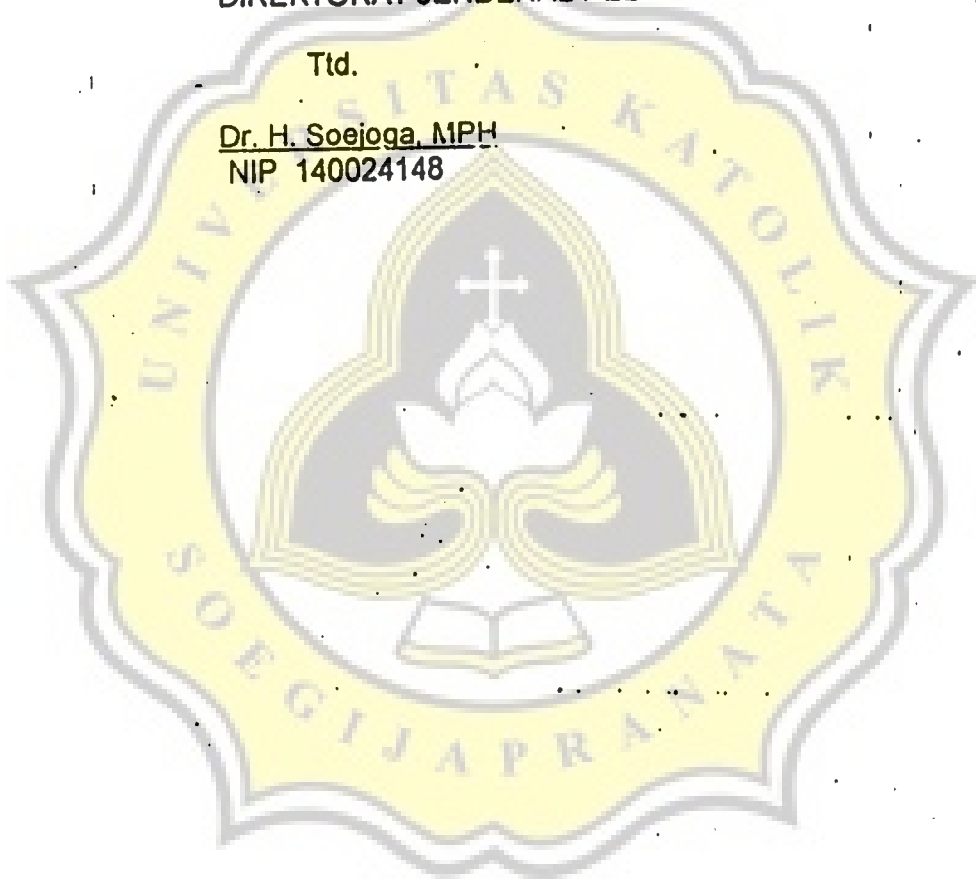 Ttd.
Dr. H. Soejoga, MPH
NIP 140024148
UNIVERSITAS KATOLIK
SOEGIJAPRANATA